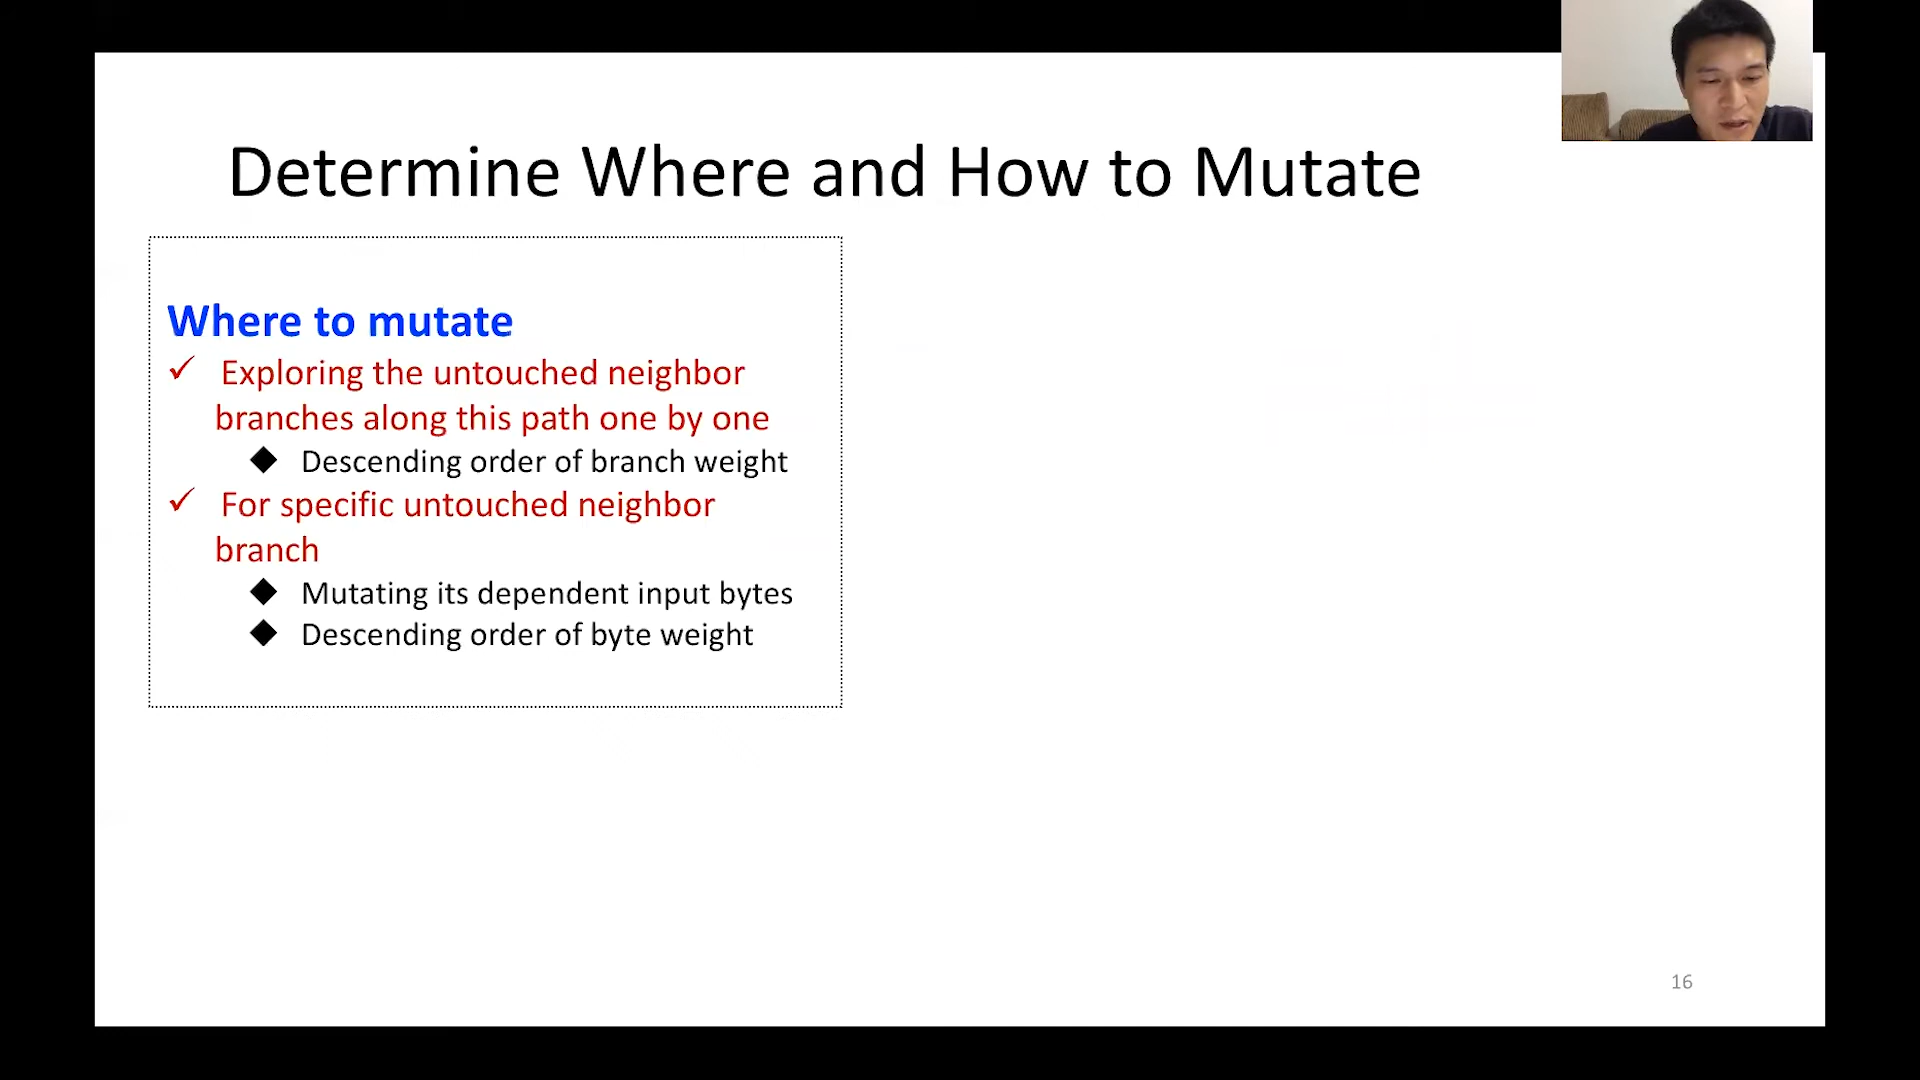 Determine Where and How to Mutate
Where to mutate
✓ Exploring the untouched neighbor
branches along this path one by one
◆ Descending order of branch weight
✓ For specific untouched neighbor
branch
◆ Mutating its dependent input bytes
◆ Descending order of byte weight
16